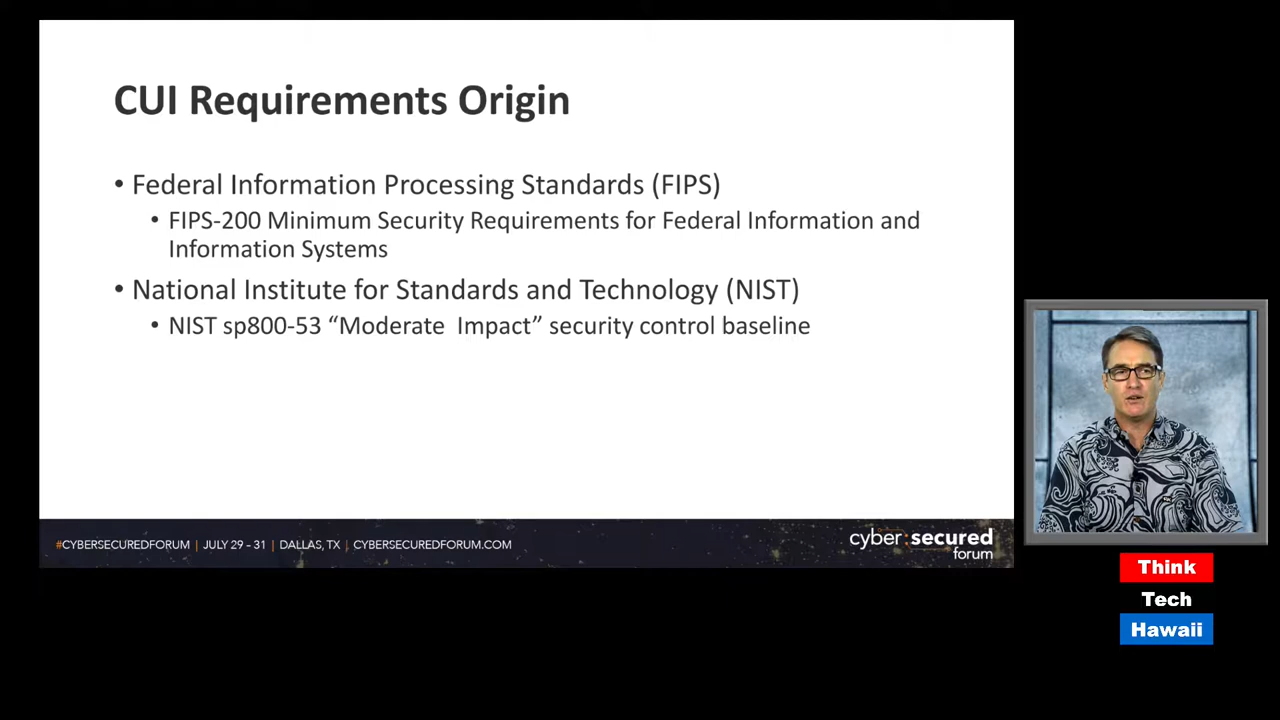 CUI Requirements Origin
• Federal Information Processing Standards (FIPS)
• FIPS-200 Minimum Security Requirements for Federal Information and
Information Systems
• National Institute for Standards and Technology (NIST)
• NIST sp800-53 “Moderate  Impact” security control baseline
#CYBERSECUREDFORUM | JULY 29 - 31 | DALLAS, TX | CYBERSECUREDFORUM.COM
cyber:secured
forum
Think
Tech
Hawaii